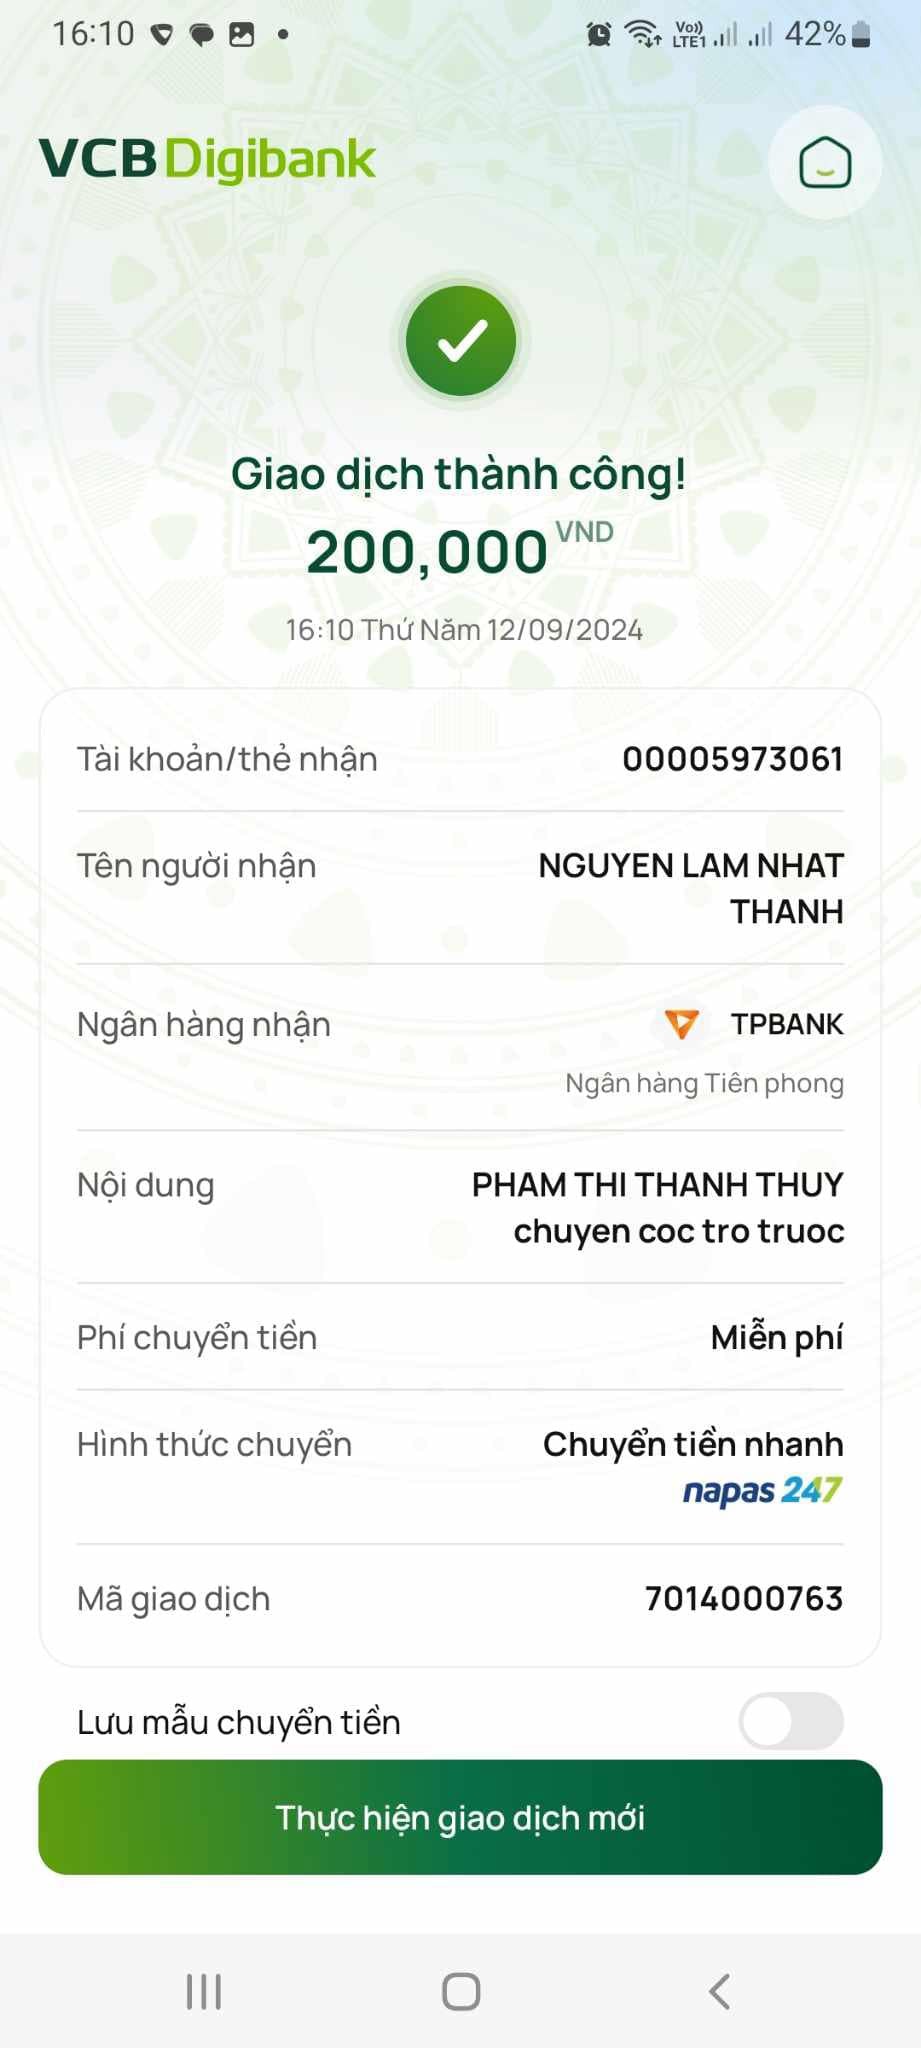 16:10
Vo))
LTE1
42%
VCB Digibank
Giao dịch thành công!
200,000 VND
16:10 Thứ Năm 12/09/2024
Tài khoản/thẻ nhận
00005973061
Tên người nhận
NGUYEN LAM NHAT
THANH
Ngân hàng nhận
TPBANK
Ngân hàng Tiên phong
Nội dung
PHAM THI THANH THUY
chuyen coc tro truoc
Phí chuyển tiền
Miễn phí
Hình thức chuyển
Chuyển tiền nhanh
napas 247
Mã giao dịch
7014000763
Lưu mẫu chuyển tiền
Thực hiện giao dịch mới